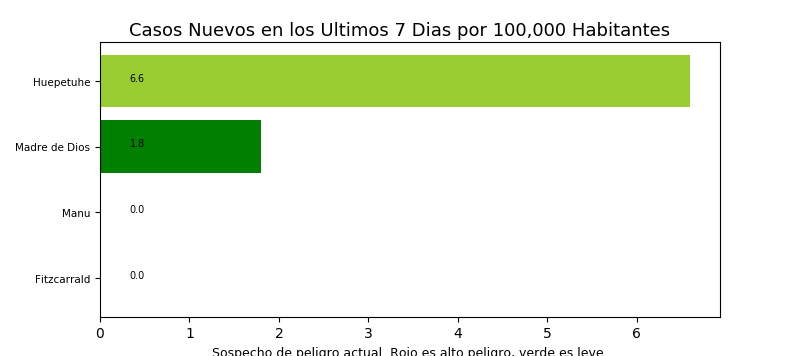 Casos Nuevos en los Ultimos 7 Dias por 100,000 Habitantes
Huepetuhe 6.6
Madre de Dios 1.8
Manu 0.0
Fitzcarrald 0.0
0 1 2 3 4 5 6
Sospecho de peligro actual. Rojo es alto peligro, verde es leve